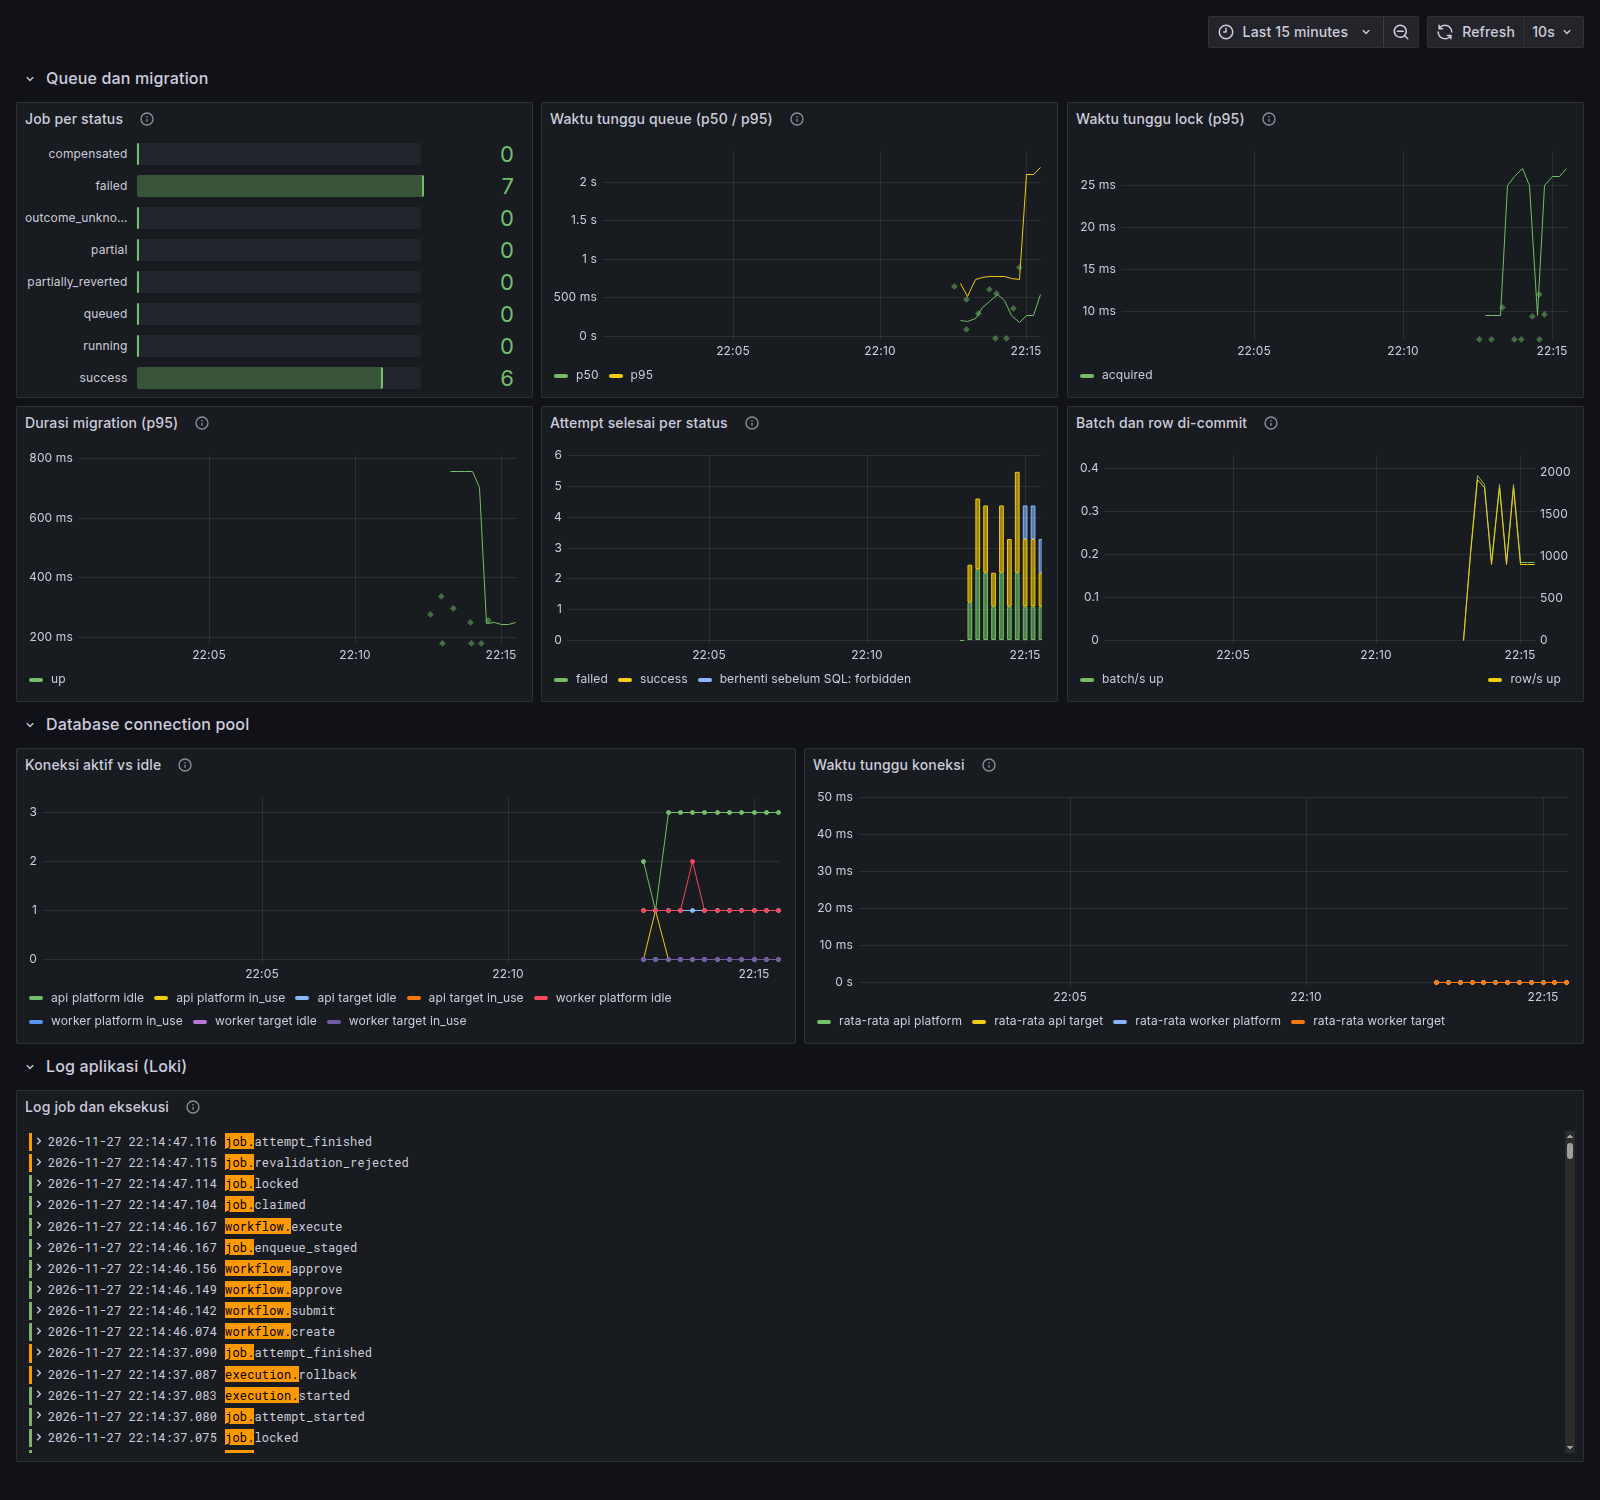 Last 15 minutes
Refresh
10s
Queue dan migration
Job per status
compensated 0
failed 7
outcome_unkno... 0
partial 0
partially_reverted 0
queued 0
running 0
success 6
Waktu tunggu queue (p50 / p95)
2 s
1.5 s
1 s
500 ms
0 s
22:05 22:10 22:15
p50 p95
Waktu tunggu lock (p95)
25 ms
20 ms
15 ms
10 ms
22:05 22:10 22:15
acquired
Durasi migration (p95)
800 ms
600 ms
400 ms
200 ms
22:05 22:10 22:15
up
Attempt selesai per status
6
5
4
3
2
1
0
22:05 22:10 22:15
failed success berhenti sebelum SQL: forbidden
Batch dan row di-commit
0.4 2000
0.3 1500
0.2 1000
0.1 500
0 0
22:05 22:10 22:15
batch/s up row/s up
Database connection pool
Koneksi aktif vs idle
3
2
1
0
22:05 22:10 22:15
api platform idle api platform in_use api target idle api target in_use worker platform idle
worker platform in_use worker target idle worker target in_use
Waktu tunggu koneksi
50 ms
40 ms
30 ms
20 ms
10 ms
0 s
22:05 22:10 22:15
rata-rata api platform rata-rata api target rata-rata worker platform rata-rata worker target
Log aplikasi (Loki)
Log job dan eksekusi
2026-11-27 22:14:47.116 job.attempt_finished
2026-11-27 22:14:47.115 job.revalidation_rejected
2026-11-27 22:14:47.114 job.locked
2026-11-27 22:14:47.104 job.claimed
2026-11-27 22:14:46.167 workflow.execute
2026-11-27 22:14:46.167 job.enqueue_staged
2026-11-27 22:14:46.156 workflow.approve
2026-11-27 22:14:46.149 workflow.approve
2026-11-27 22:14:46.142 workflow.submit
2026-11-27 22:14:46.074 workflow.create
2026-11-27 22:14:37.090 job.attempt_finished
2026-11-27 22:14:37.087 execution.rollback
2026-11-27 22:14:37.083 execution.started
2026-11-27 22:14:37.080 job.attempt_started
2026-11-27 22:14:37.075 job.locked